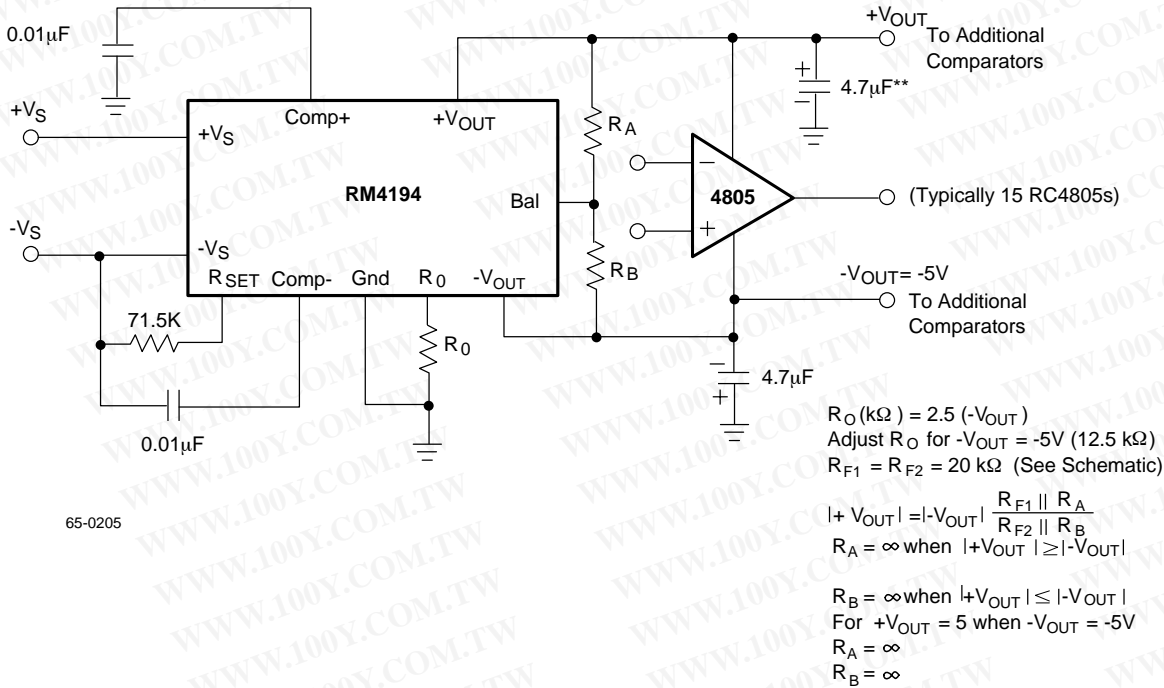 0.01μF
+VOUT
To Additional
Comparators
4.7μF**
+
−
+VS
Comp+
+VOUT
RA
+VS
−
RM4194
Bal
4805
(Typically 15 RC4805s)
+
-VS
-VS
RB
RSET
Comp-
Gnd
R0
-VOUT
-VOUT = -5V
To Additional
Comparators
71.5K
R0
−
4.7μF
+
0.01μF
RO (kΩ) = 2.5 (-VOUT)
Adjust RO for -VOUT = -5V (12.5 kΩ)
RF1 = RF2 = 20 kΩ (See Schematic)
65-0205
|+ VOUT| =|-VOUT| RF1 || RA
RF2 || RB
RA = ∞ when |+VOUT| ≥|-VOUT|
RB = ∞ when |+VOUT| ≤ |-VOUT|
For +VOUT = 5 when -VOUT = -5V
RA = ∞
RB = ∞
WWW.100Y.COM.TW